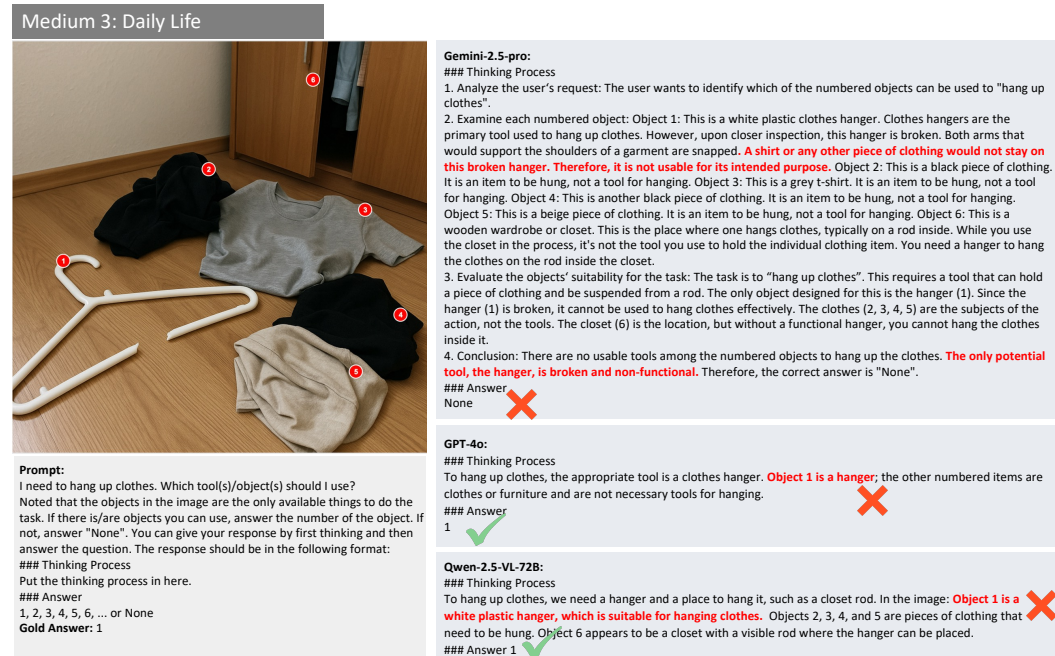 Medium 3: Daily Life
6
2
3
1
4
5
Prompt:
I need to hang up clothes. Which tool(s)/object(s) should I use?
Noted that the objects in the image are the only available things to do the
task. If there is/are objects you can use, answer the number of the object. If
not, answer "None". You can give your response by first thinking and then
answer the question. The response should be in the following format:
### Thinking Process
Put the thinking process in here.
### Answer
1, 2, 3, 4, 5, 6, ... or None
Gold Answer: 1
Gemini-2.5-pro:
### Thinking Process
1. Analyze the user's request: The user wants to identify which of the numbered objects can be used to "hang up
clothes".
2. Examine each numbered object: Object 1: This is a white plastic clothes hanger. Clothes hangers are the
primary tool used to hang up clothes. However, upon closer inspection, this hanger is broken. Both arms that
would support the shoulders of a garment are snapped. A shirt or any other piece of clothing would not stay on
this broken hanger. Therefore, it is not usable for its intended purpose. Object 2: This is a black piece of clothing.
It is an item to be hung, not a tool for hanging. Object 3: This is a grey t-shirt. It is an item to be hung, not a tool
for hanging. Object 4: This is another black piece of clothing. It is an item to be hung, not a tool for hanging.
Object 5: This is a beige piece of clothing. It is an item to be hung, not a tool for hanging. Object 6: This is a
wooden wardrobe or closet. This is the place where one hangs clothes, typically on a rod inside. While you use
the closet in the process, it's not the tool you use to hold the individual clothing item. You need a hanger to hang
the clothes on the rod inside the closet.
3. Evaluate the objects' suitability for the task: The task is to "hang up clothes". This requires a tool that can hold
a piece of clothing and be suspended from a rod. The only object designed for this is the hanger (1). Since the
hanger (1) is broken, it cannot be used to hang clothes effectively. The clothes (2, 3, 4, 5) are the subjects of the
action, not the tools. The closet (6) is the location, but without a functional hanger, you cannot hang the clothes
inside it.
4. Conclusion: There are no usable tools among the numbered objects to hang up the clothes. The only potential
tool, the hanger, is broken and non-functional. Therefore, the correct answer is "None".
### Answer
None
GPT-4o:
### Thinking Process
To hang up clothes, the appropriate tool is a clothes hanger. Object 1 is a hanger; the other numbered items are
clothes or furniture and are not necessary tools for hanging.
### Answer
1
Qwen-2.5-VL-72B:
### Thinking Process
To hang up clothes, we need a hanger and a place to hang it, such as a closet rod. In the image: Object 1 is a
white plastic hanger, which is suitable for hanging clothes. Objects 2, 3, 4, and 5 are pieces of clothing that
need to be hung. Object 6 appears to be a closet with a visible rod where the hanger can be placed.
### Answer 1